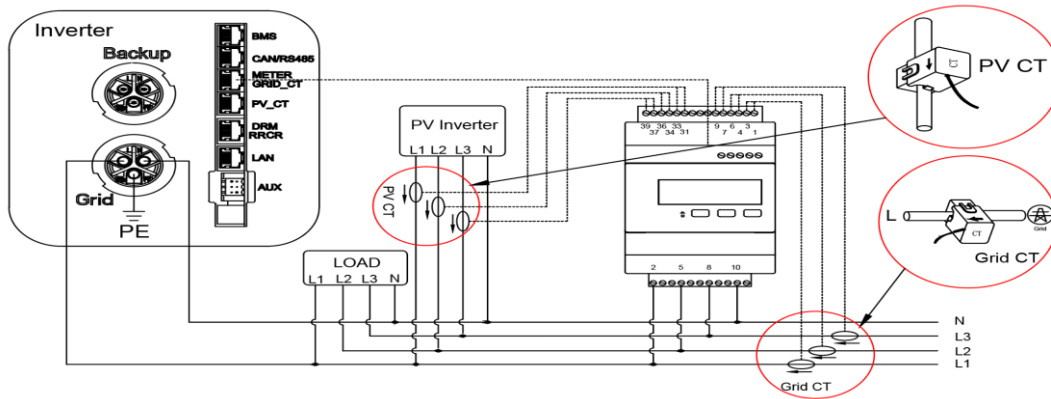 Inverter
Backup
BMS
CAN/RS485
METER
GRID_CT
PV_CT
DRM
RRCR
LAN
AUX
Grid
PE
PV Inverter
L1 L2 L3 N
PV CT
LOAD
L1 L2 L3 N
39 36 33 9 6 3
37 34 31 7 4 1
2 5 8 10
CT
PV CT
L
CT
Grid
Grid CT
N
L3
L2
L1
Grid CT